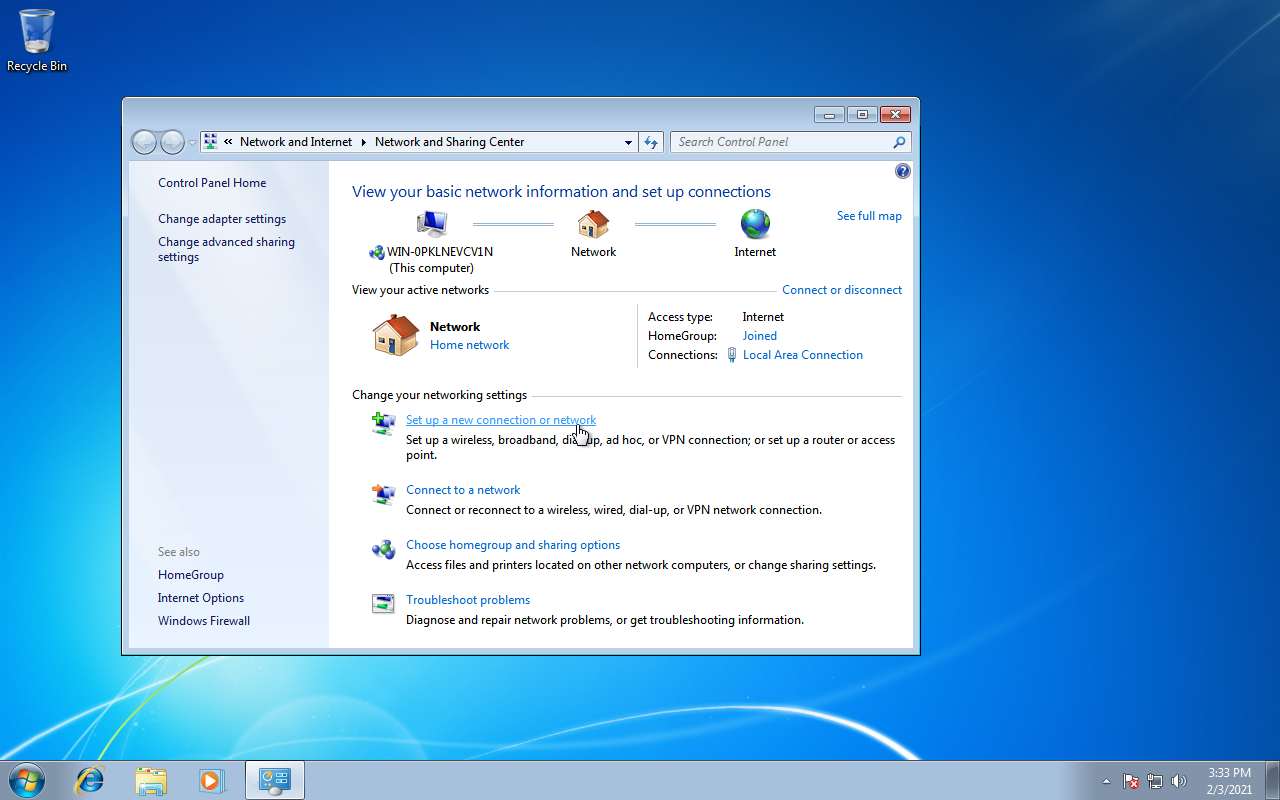 Recycle Bin
« Network and Internet ▸ Network and Sharing Center
Search Control Panel
Control Panel Home
Change adapter settings
Change advanced sharing
settings
See also
HomeGroup
Internet Options
Windows Firewall
View your basic network information and set up connections
See full map
WIN-0PKLNEVCV1N
(This computer)
Network
Internet
View your active networks
Connect or disconnect
Network
Home network
Access type: Internet
HomeGroup: Joined
Connections: Local Area Connection
Change your networking settings
Set up a new connection or network
Set up a wireless, broadband, dial-up, ad hoc, or VPN connection; or set up a router or access
point.
Connect to a network
Connect or reconnect to a wireless, wired, dial-up, or VPN network connection.
Choose homegroup and sharing options
Access files and printers located on other network computers, or change sharing settings.
Troubleshoot problems
Diagnose and repair network problems, or get troubleshooting information.
3:33 PM
2/3/2021